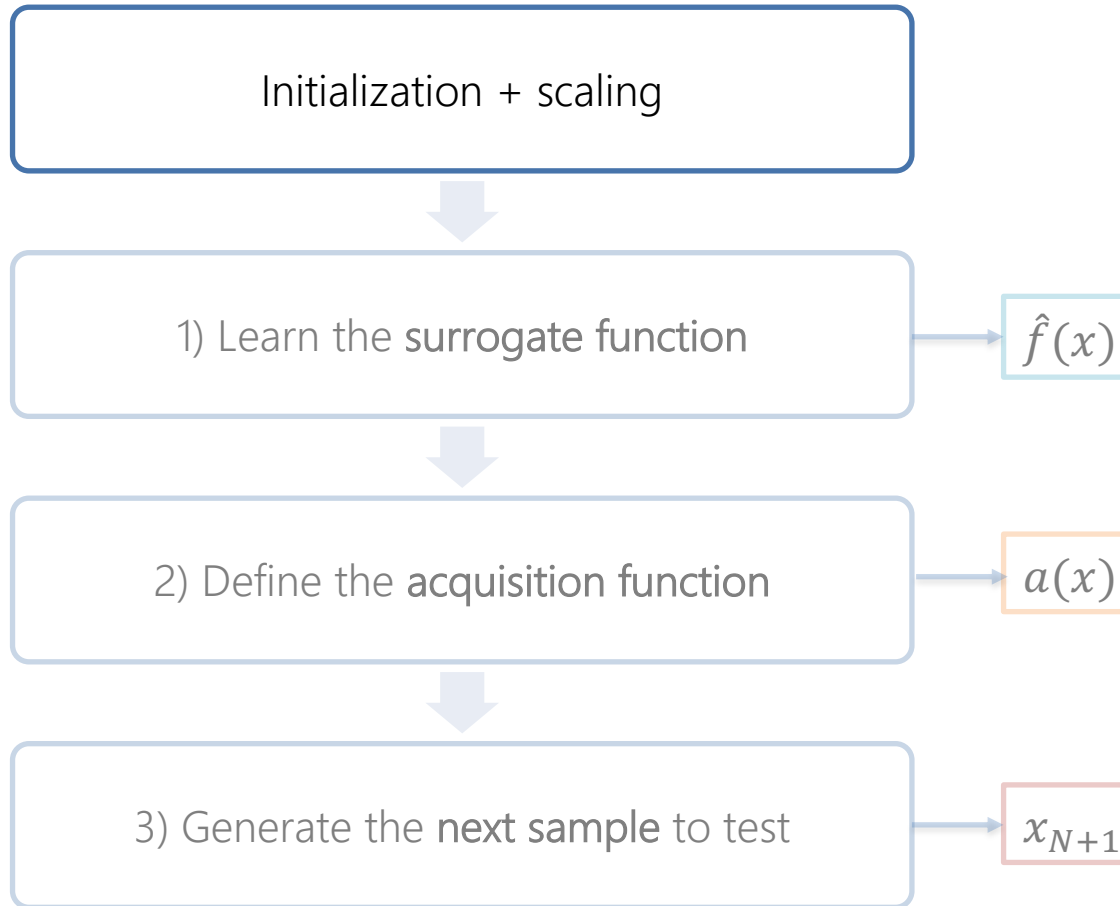 Initialization + scaling
1) Learn the surrogate function
f̂(x)
2) Define the acquisition function
a(x)
3) Generate the next sample to test
x_{N+1}